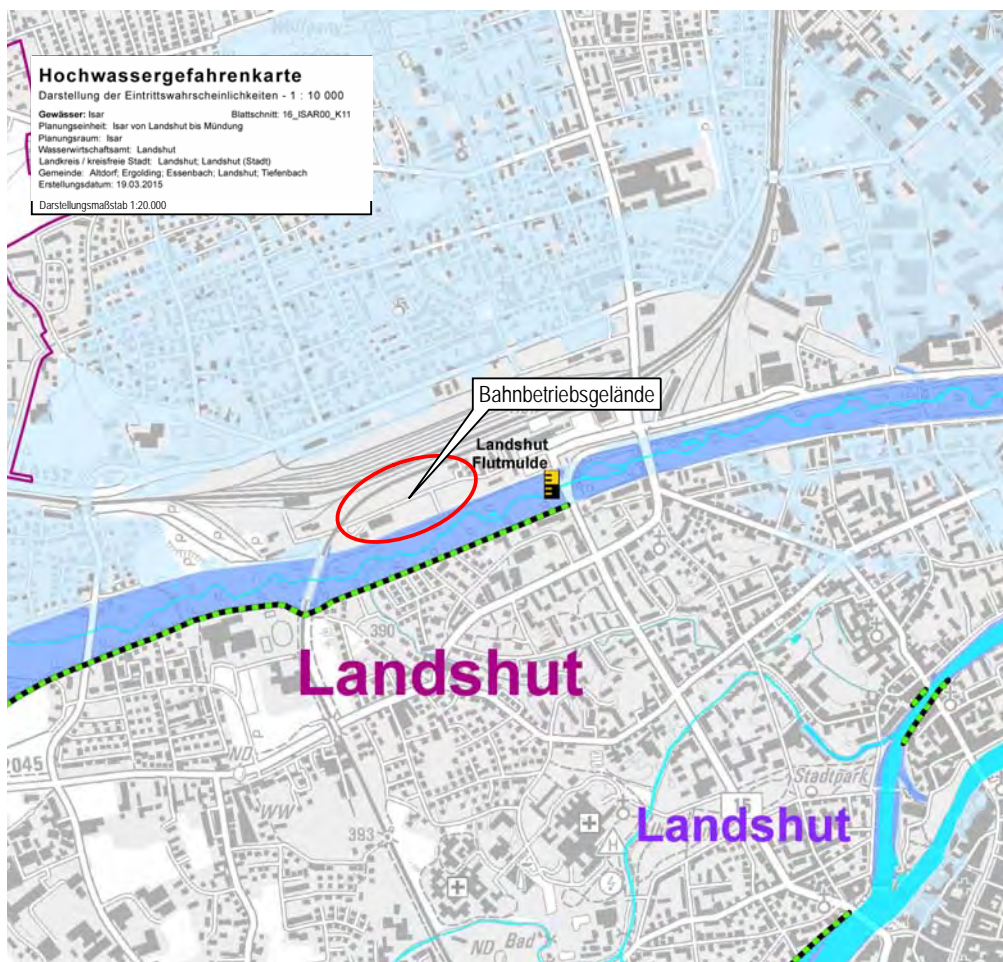 Hochwassergefahrenkarte
Darstellung der Eintrittswahrscheinlichkeiten - 1 : 10 000
Gewässer: Isar Blattschnitt: 16_ISAR00_K11
Planungseinheit: Isar von Landshut bis Mündung
Planungsraum: Isar
Wasserwirtschaftsamt: Landshut
Landkreis / kreisfreie Stadt: Landshut; Landshut (Stadt)
Gemeinde: Altdorf; Ergolding; Essenbach; Landshut; Tiefenbach
Erstellungsdatum: 19.03.2015
Darstellungsmaßstab 1:20.000
Bahnbetriebsgelände
Landshut
Flutmulde
390
Landshut
2045
ND
P
WW
393
Stadtpark
15
Landshut
H
ND
Bad